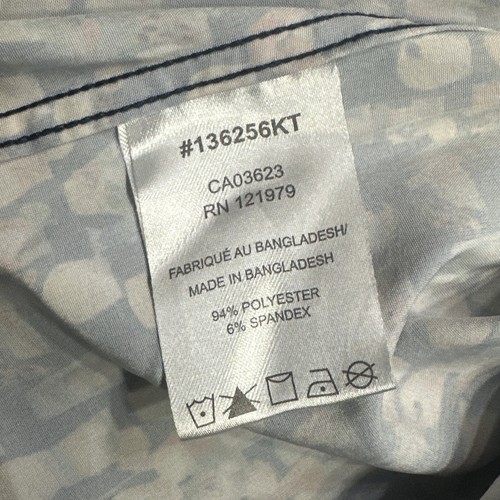 #136256KT
CA03623
RN 121979
FABRIQUÉ AU BANGLADESH/
MADE IN BANGLADESH
94% POLYESTER
6% SPANDEX